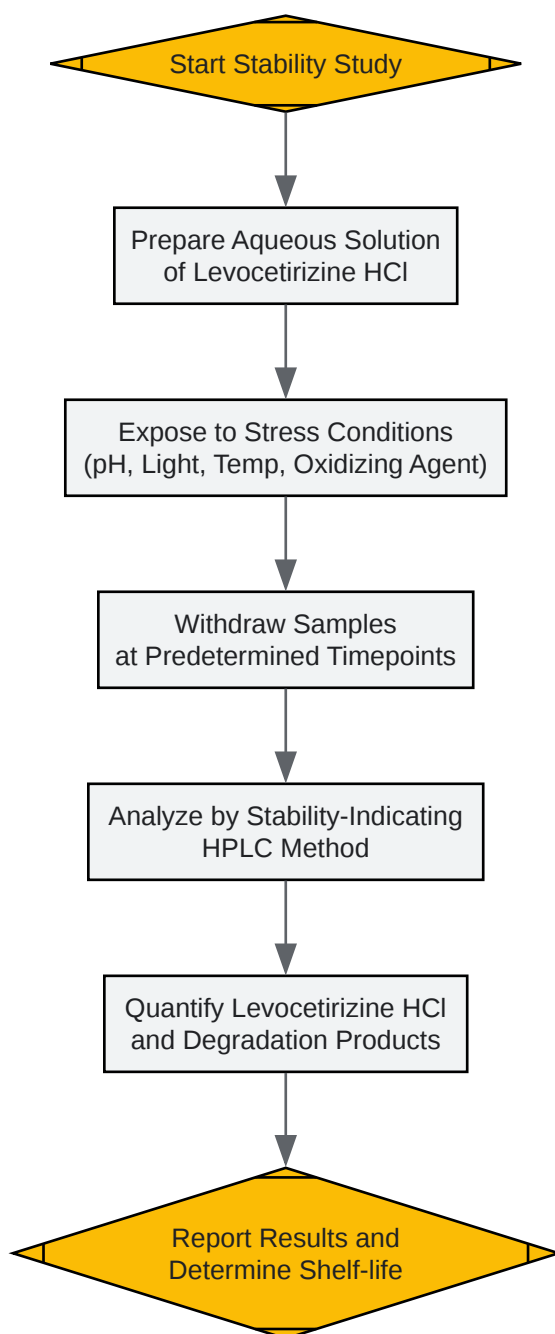 Start Stability Study
Prepare Aqueous Solution
of Levocetirizine HCl
Expose to Stress Conditions
(pH, Light, Temp, Oxidizing Agent)
Withdraw Samples
at Predetermined Timepoints
Analyze by Stability-Indicating
HPLC Method
Quantify Levocetirizine HCl
and Degradation Products
Report Results and
Determine Shelf-life